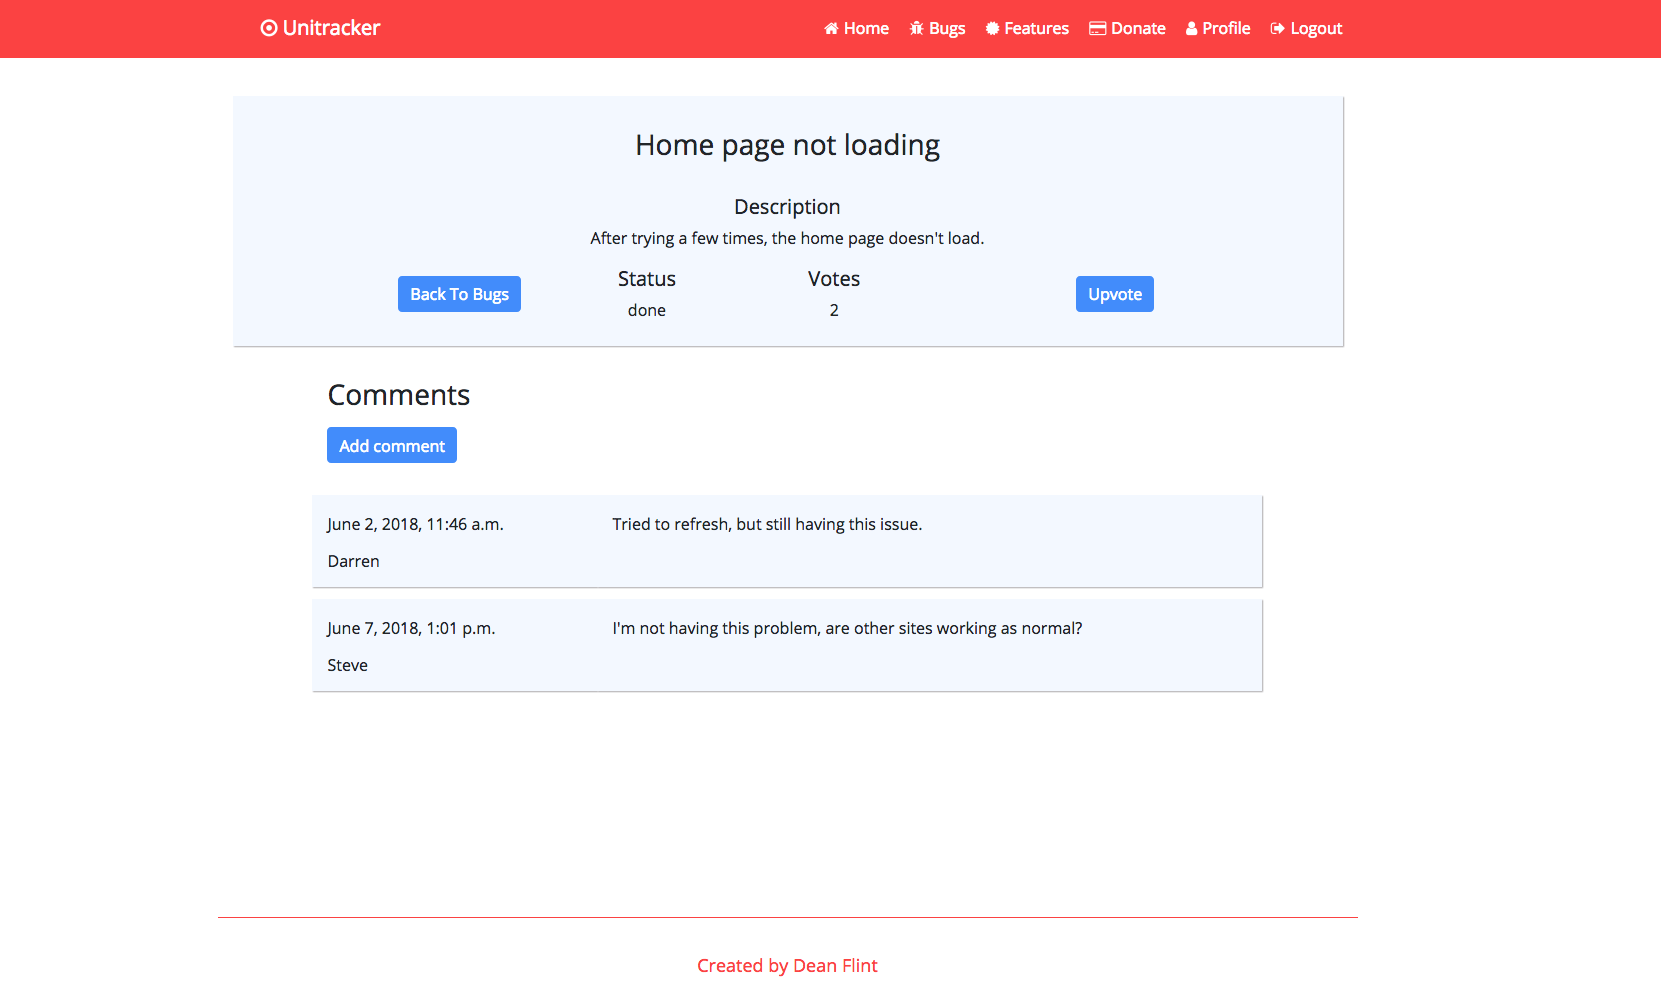 Unitracker
Home Bugs Features Donate Profile Logout
Home page not loading
Description
After trying a few times, the home page doesn't load.
Back To Bugs
Status
done
Votes
2
Upvote
Comments
Add comment
June 2, 2018, 11:46 a.m.
Tried to refresh, but still having this issue.
Darren
June 7, 2018, 1:01 p.m.
I'm not having this problem, are other sites working as normal?
Steve
Created by Dean Flint